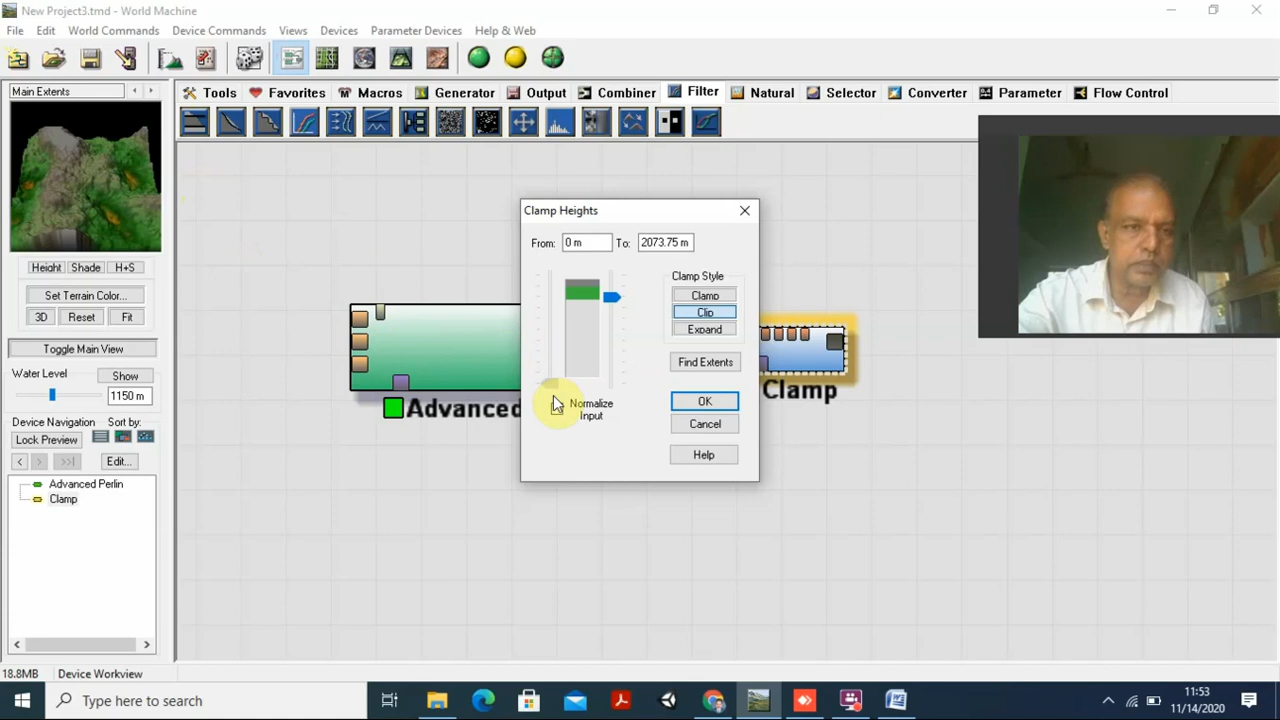 New Project3.tmd - World Machine
File Edit World Commands Device Commands Views Devices Parameter Devices Help & Web
Main Extents
Tools Favorites Macros Generator Output Combiner Filter Natural Selector Converter Parameter Flow Control
Height Shade H+S
Set Terrain Color...
3D Reset Fit
Toggle Main View
Water Level Show
1150 m
Device Navigation Sort by:
Lock Preview
Edit...
Advanced Perlin
Clamp
Clamp Heights
From: 0 m To: 2073.75 m
Clamp Style
Clamp
Clip
Expand
Find Extents
Normalize
Input
OK
Cancel
Help
Advanced
Clamp
18.8MB Device Workview
Type here to search
11:53
11/14/2020